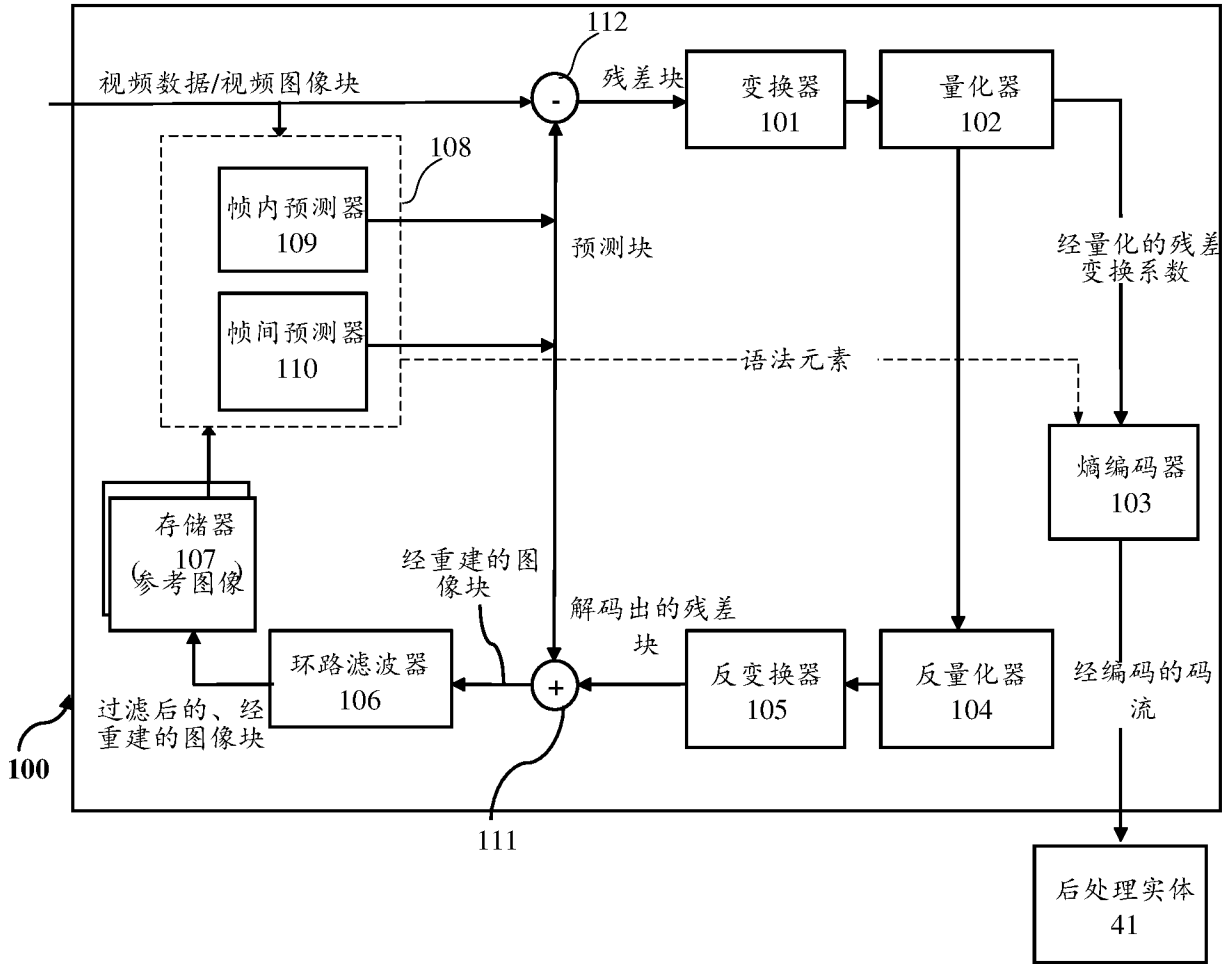 112
视频数据/视频图像块
-
残差块
变换器
101
量化器
102
108
帧内预测器
109
预测块
经量化的残差
变换系数
帧间预测器
110
语法元素
熵编码器
103
存储器
107
(参考图像)
经重建的图
像块
解码出的残差
块
环路滤波器
106
+
反变换器
105
反量化器
104
经编码的码
流
过滤后的、经
重建的图像块
100
111
后处理实体
41